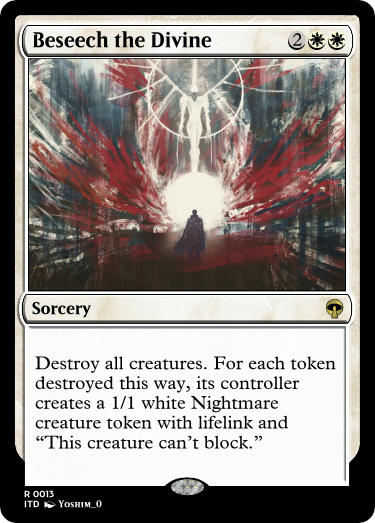 Beseech the Divine 2
Sorcery
Destroy all creatures. For each token
destroyed this way, its controller
creates a 1/1 white Nightmare
creature token with lifelink and
“This creature can’t block.”
R 0013
ITD Yoshim_0